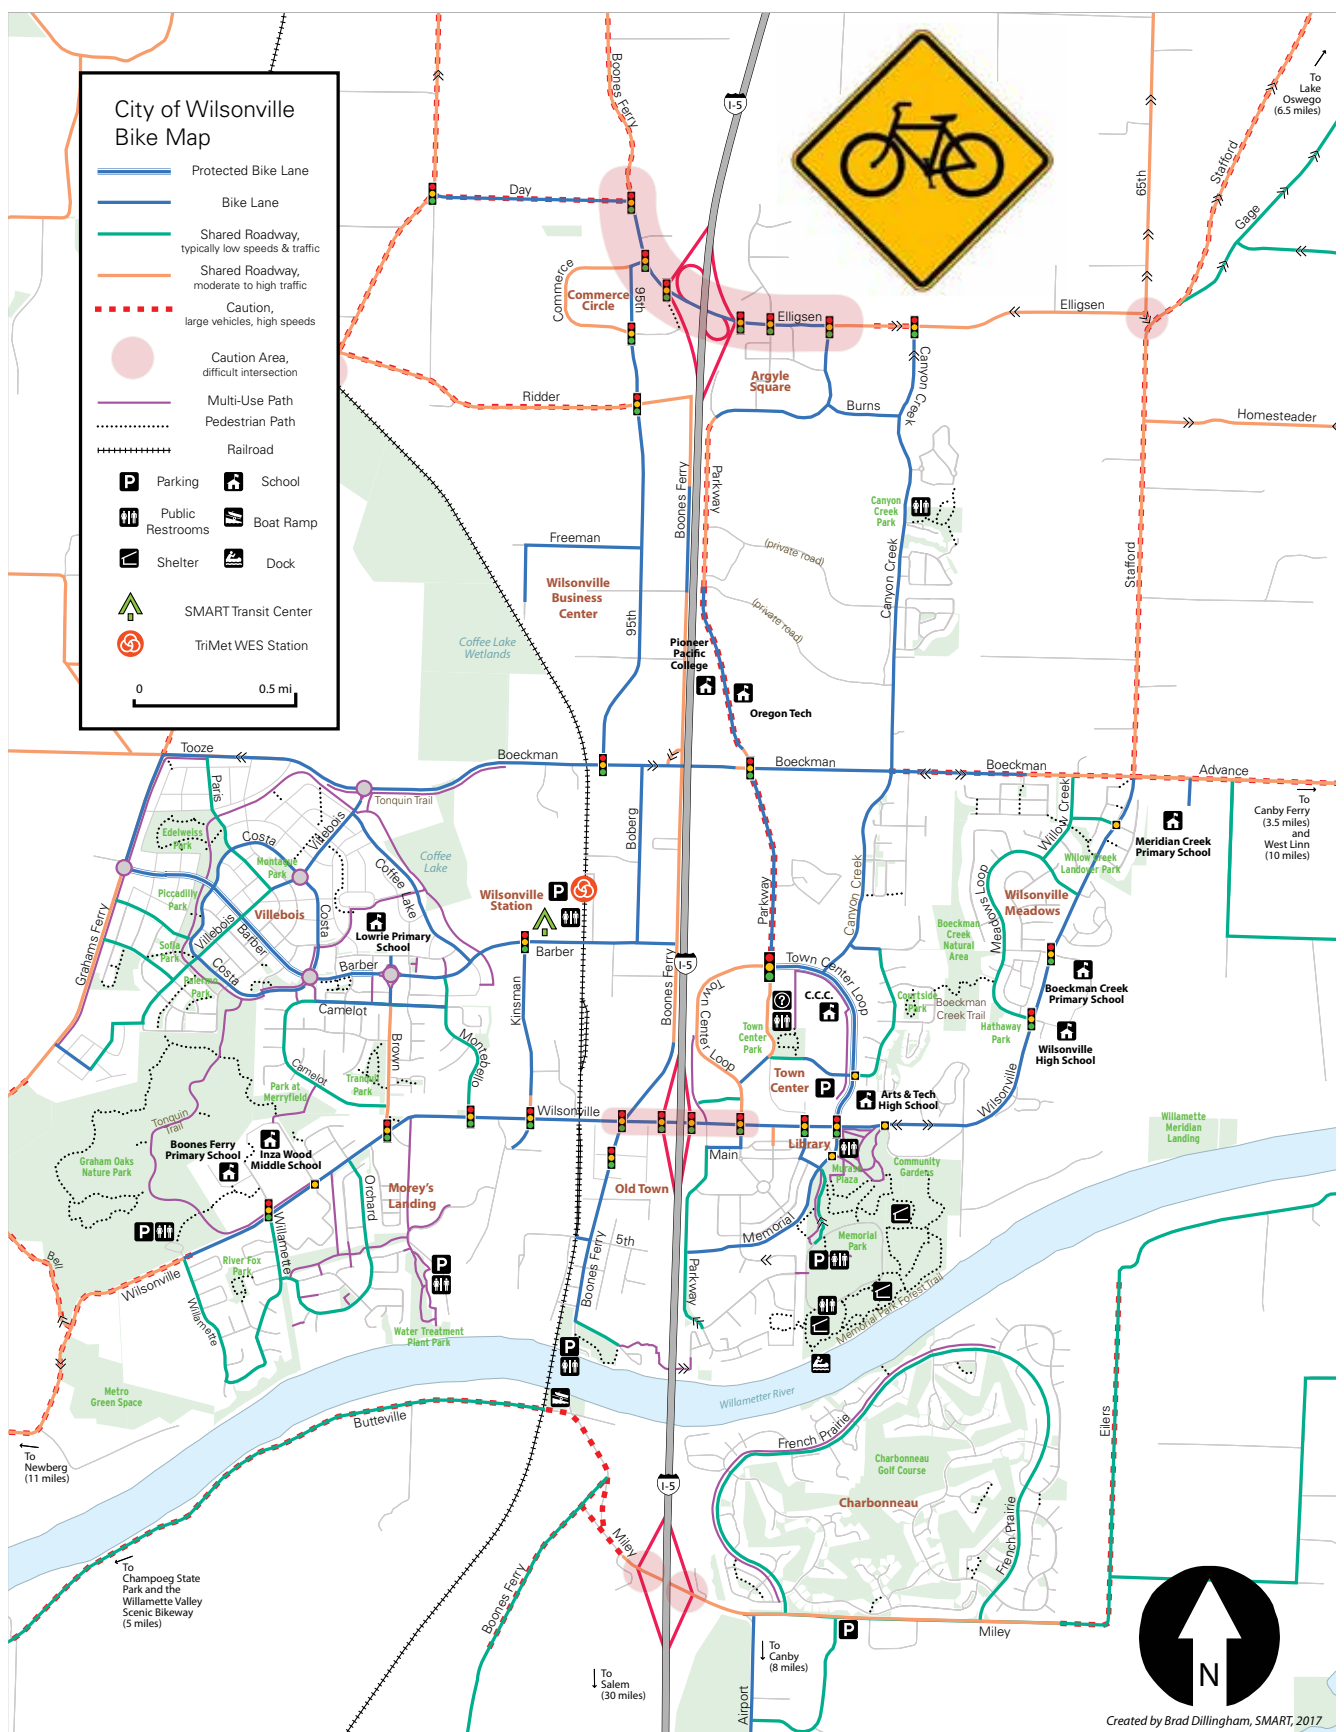 City of Wilsonville
Bike Map
Protected Bike Lane
Bike Lane
Shared Roadway,
typically low speeds & traffic
Shared Roadway,
moderate to high traffic
Caution,
large vehicles, high speeds
Caution Area,
difficult intersection
Multi-Use Path
Pedestrian Path
Railroad
P Parking
School
Public
Restrooms
Boat Ramp
Shelter
Dock
SMART Transit Center
TriMet WES Station
0 0.5 mi
Boones Ferry
I-5
To
Lake
Oswego
(6.5 miles)
Stafford
65th
Gage
Day
Commerce
Commerce
Circle
95th
Elligsen
Elligsen
Argyle
Square
Canyon Creek
Ridder
Burns
Homesteader
Boones Ferry
Parkway
Canyon
Creek
Park
Freeman
(private road)
(private road)
Wilsonville
Business
Center
95th
Canyon Creek
Stafford
Coffee Lake
Wetlands
Pioneer
Pacific
College
Oregon Tech
Tooze
Boeckman
Boeckman
Boeckman
Advance
To
Canby Ferry
(3.5 miles)
and
West Linn
(10 miles)
Paris
Tonquin Trail
Edelweiss
Park
Costa
Villebois
Montague
Park
Coffee
Lake
Coffee Lake
Boberg
Willow Creek
Willow Creek
Landover Park
Meridian Creek
Primary School
Piccadilly
Park
Villebois
Costa
Wilsonville
Station
P
Parkway
Canyon Creek
Meadows Loop
Wilsonville
Meadows
Grahams Ferry
Sofia
Park
Villebois
Barber
Lowrie Primary
School
Boeckman
Creek
Natural
Area
Costa
Palermo
Park
Barber
Barber
Boones Ferry
I-5
Town Center Loop
Town Center Loop
C.C.C.
Courtside
Park
Boeckman
Creek Trail
Boeckman Creek
Primary School
Camelot
Kinsman
Hathaway
Park
Wilsonville
High School
Brown
Montebello
Town
Center
Park
Camelot
Tranquil
Park
Park at
Merryfield
Town
Center
P
Arts & Tech
High School
Wilsonville
Wilsonville
Tonquin
Trail
Boones Ferry
Primary School
Inza Wood
Middle School
Graham Oaks
Nature Park
Library
Main
Murase
Plaza
Community
Gardens
Willamette
Meridian
Landing
Orchard
Morey's
Landing
Old Town
P
Willamette
Memorial
Memorial
Park
Bell
River Fox
Park
5th
P
P
Wilsonville
Willamette
Boones Ferry
Parkway
Memorial Park Forest Trail
Water Treatment
Plant Park
P
Metro
Green Space
Willametter River
Butteville
French Prairie
Eilers
To
Newberg
(11 miles)
Charbonneau
Golf Course
I-5
Charbonneau
French Prairie
Miley
To
Champoeg State
Park and the
Willamette Valley
Scenic Bikeway
(5 miles)
Boones Ferry
P
Miley
To
Canby
(8 miles)
To
Salem
(30 miles)
Airport
N
Created by Brad Dillingham, SMART, 2017